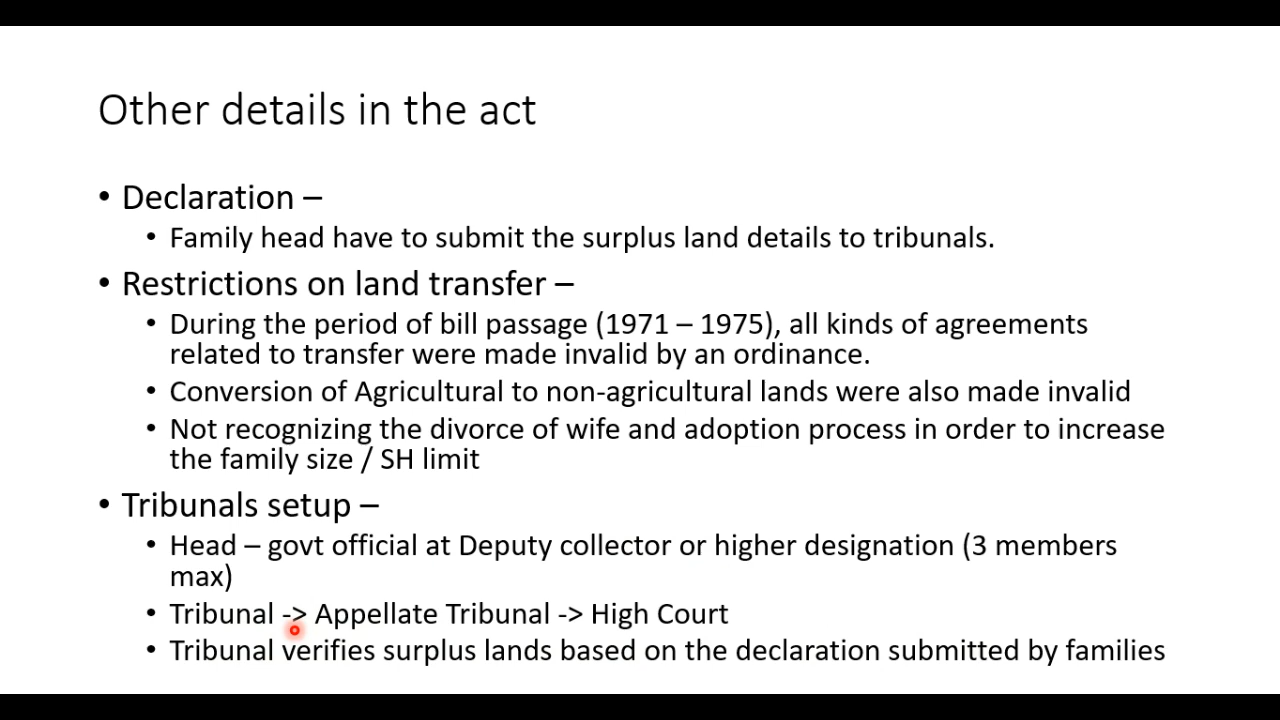 Other details in the act
• Declaration –
• Family head have to submit the surplus land details to tribunals.
• Restrictions on land transfer –
• During the period of bill passage (1971 – 1975), all kinds of agreements
related to transfer were made invalid by an ordinance.
• Conversion of Agricultural to non-agricultural lands were also made invalid
• Not recognizing the divorce of wife and adoption process in order to increase
the family size / SH limit
• Tribunals setup –
• Head – govt official at Deputy collector or higher designation (3 members
max)
• Tribunal -> Appellate Tribunal -> High Court
• Tribunal verifies surplus lands based on the declaration submitted by families